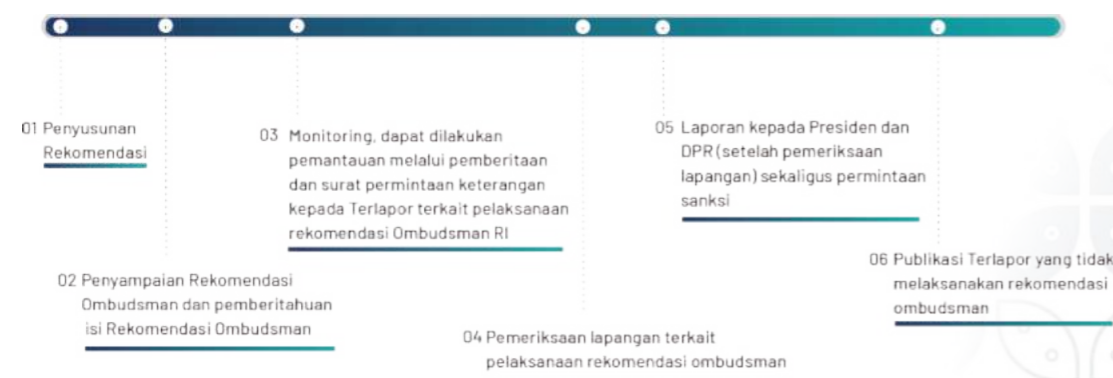 01 Penyusunan
Rekomendasi
02 Penyampaian Rekomendasi
Ombudsman dan pemberitahuan
isi Rekomendasi Ombudsman
03 Monitoring, dapat dilakukan
pemantauan melalui pemberitaan
dan surat permintaan keterangan
kepada Terlapor terkait pelaksanaan
rekomendasi Ombudsman RI
04 Pemeriksaan lapangan terkait
pelaksanaan rekomendasi ombudsman
05 Laporan kepada Presiden dan
DPR (setelah pemeriksaan
lapangan) sekaligus permintaan
sanksi
06 Publikasi Terlapor yang tidak
melaksanakan rekomendasi
ombudsman